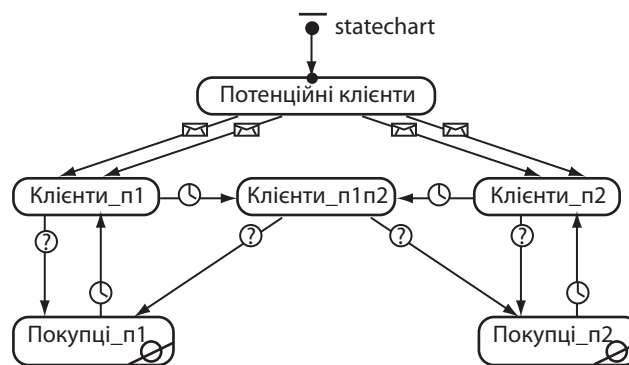 statechart
Потенційні клієнти
Клієнти_п1
Клієнти_п1п2
Клієнти_п2
?
?
?
?
Покупці_п1
Покупці_п2